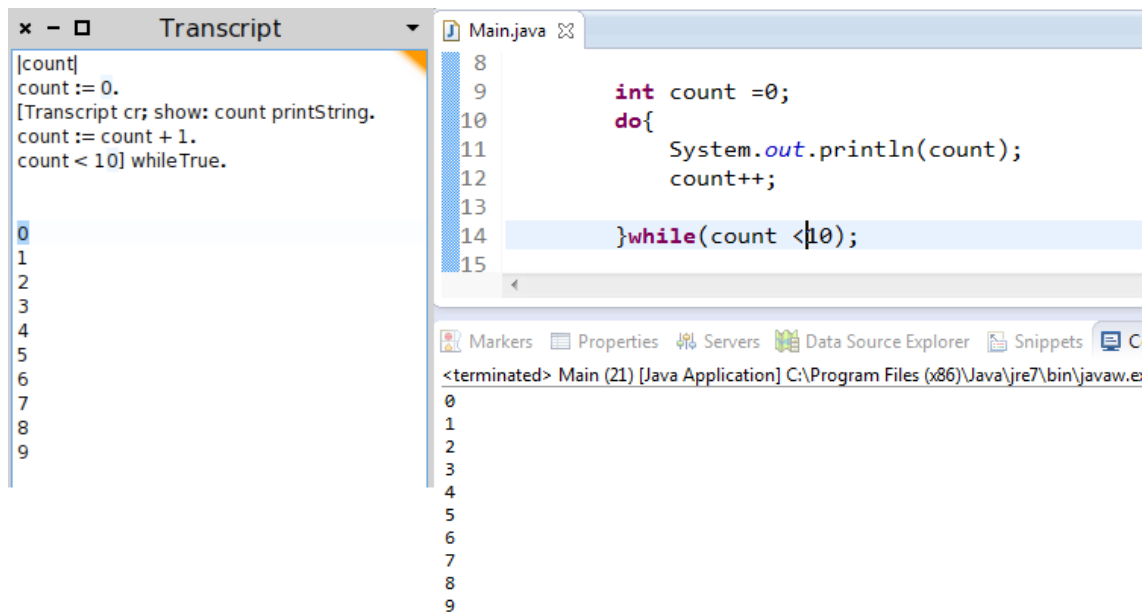 Transcript
|count|
count := 0.
[Transcript cr; show: count printString.
count := count + 1.
count < 10] whileTrue.
0
1
2
3
4
5
6
7
8
9
Main.java
8
9 int count =0;
10 do{
11 System.out.println(count);
12 count++;
13
14 }while(count <10);
15
Markers Properties Servers Data Source Explorer Snippets
<terminated> Main (21) [Java Application] C:\Program Files (x86)\Java\jre7\bin\javaw.ex
0
1
2
3
4
5
6
7
8
9